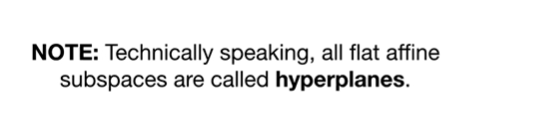 NOTE: Technically speaking, all flat affine
subspaces are called hyperplanes.